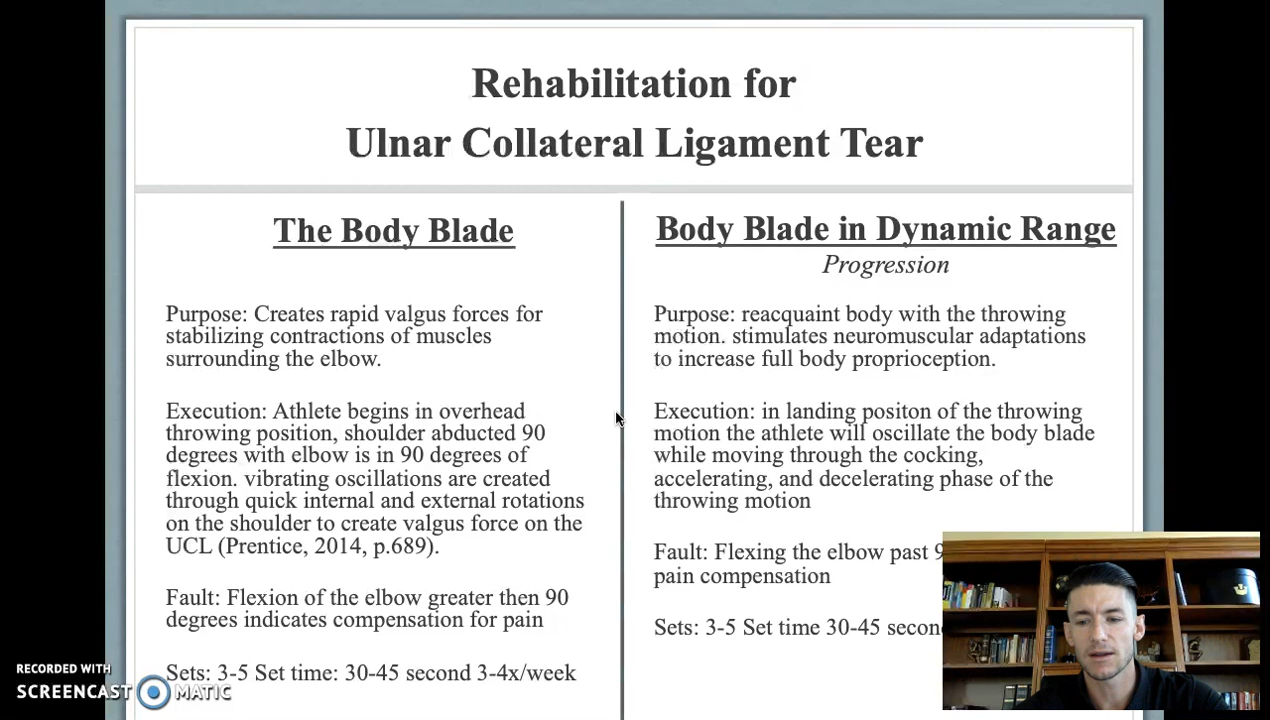 Rehabilitation for
Ulnar Collateral Ligament Tear
The Body Blade
Purpose: Creates rapid valgus forces for
stabilizing contractions of muscles
surrounding the elbow.
Execution: Athlete begins in overhead
throwing position, shoulder abducted 90
degrees with elbow is in 90 degrees of
flexion. vibrating oscillations are created
through quick internal and external rotations
on the shoulder to create valgus force on the
UCL (Prentice, 2014, p.689).
Fault: Flexion of the elbow greater then 90
degrees indicates compensation for pain
Sets: 3-5 Set time: 30-45 second 3-4x/week
Body Blade in Dynamic Range
Progression
Purpose: reacquaint body with the throwing
motion. stimulates neuromuscular adaptations
to increase full body proprioception.
Execution: in landing positon of the throwing
motion the athlete will oscillate the body blade
while moving through the cocking,
accelerating, and decelerating phase of the
throwing motion
Fault: Flexing the elbow past
pain compensation
Sets: 3-5 Set time 30-45
RECORDED WITH
SCREENCAST MATIC